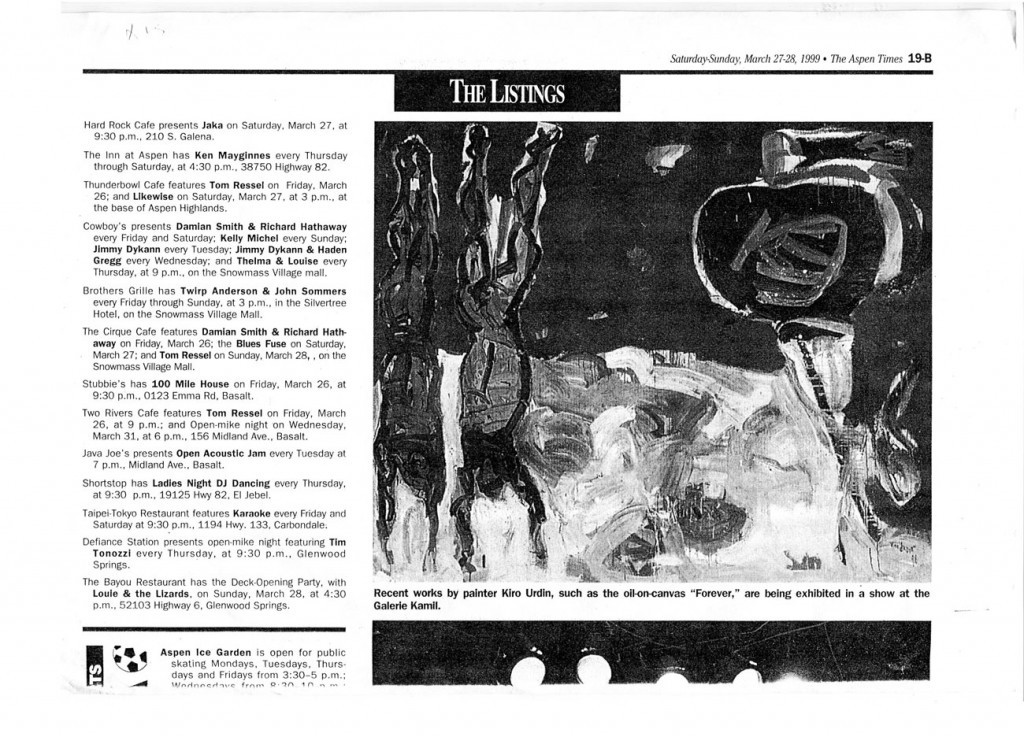 Saturday-Sunday, March 27-28, 1999 • The Aspen Times 19-B
THE LISTINGS
Hard Rock Cafe presents Jaka on Saturday, March 27, at
9:30 p.m., 210 S. Galena.
The Inn at Aspen has Ken Mayginnes every Thursday
through Saturday, at 4:30 p.m., 38750 Highway 82.
Thunderbowl Cafe features Tom Ressel on Friday, March
26; and Likewise on Saturday, March 27, at 3 p.m., at
the base of Aspen Highlands.
Cowboy's presents Damian Smith & Richard Hathaway
every Friday and Saturday; Kelly Michel every Sunday;
Jimmy Dykann every Tuesday; Jimmy Dykann & Haden
Gregg every Wednesday; and Thelma & Louise every
Thursday, at 9 p.m., on the Snowmass Village mall.
Brothers Grille has Twirp Anderson & John Sommers
every Friday through Sunday, at 3 p.m., in the Silvertree
Hotel, on the Snowmass Village Mall.
The Cirque Cafe features Damian Smith & Richard Hath-
away on Friday, March 26; the Blues Fuse on Saturday,
March 27; and Tom Ressel on Sunday, March 28, , on the
Snowmass Village Mall.
Stubbie's has 100 Mile House on Friday, March 26, at
9:30 p.m., 0123 Emma Rd, Basalt.
Two Rivers Cafe features Tom Ressel on Friday, March
26, at 9 p.m.; and Open-mike night on Wednesday,
March 31, at 6 p.m., 156 Midland Ave., Basalt.
Java Joe's presents Open Acoustic Jam every Tuesday at
7 p.m., Midland Ave., Basalt.
Shortstop has Ladies Night DJ Dancing every Thursday,
at 9:30 p.m., 19125 Hwy 82, El Jebel.
Taipei-Tokyo Restaurant features Karaoke every Friday and
Saturday at 9:30 p.m., 1194 Hwy. 133, Carbondale.
Defiance Station presents open-mike night featuring Tim
Tonozzi every Thursday, at 9:30 p.m., Glenwood
Springs.
The Bayou Restaurant has the Deck-Opening Party, with
Louie & the Lizards, on Sunday, March 28, at 4:30
p.m., 52103 Highway 6, Glenwood Springs.
Recent works by painter Kiro Urdin, such as the oil-on-canvas "Forever," are being exhibited in a show at the
Galerie Kamil.
Aspen Ice Garden is open for public
skating Mondays, Tuesdays, Thurs-
days and Fridays from 3:30–5 p.m.;
Wednesdays from 8:30-10 p.m.;